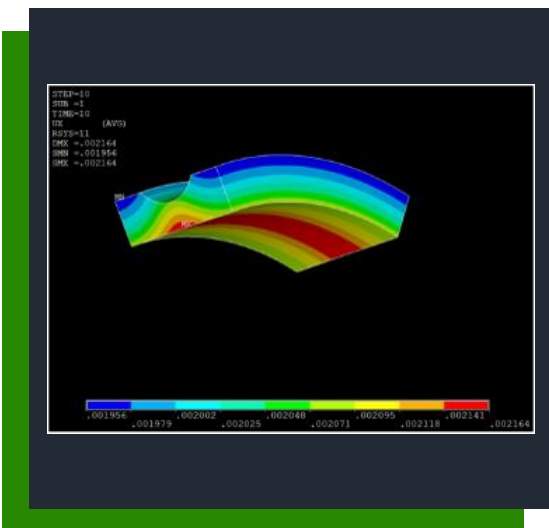 STEP=10
SUB =1
TIME=10
UX (AVG)
RSYS=11
DMX =.002164
SMN =.001956
SMX =.002164
MN
MX
.001956 .002002 .002048 .002095 .002141
.001979 .002025 .002071 .002118 .002164